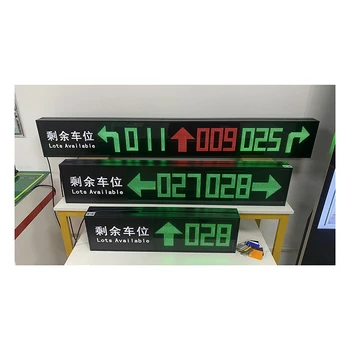 剩余车位 ↰011↑009 025↱
Lots Available
剩余车位 ←027 028→
Lots Available
剩余车位 ↑028
Lots Available